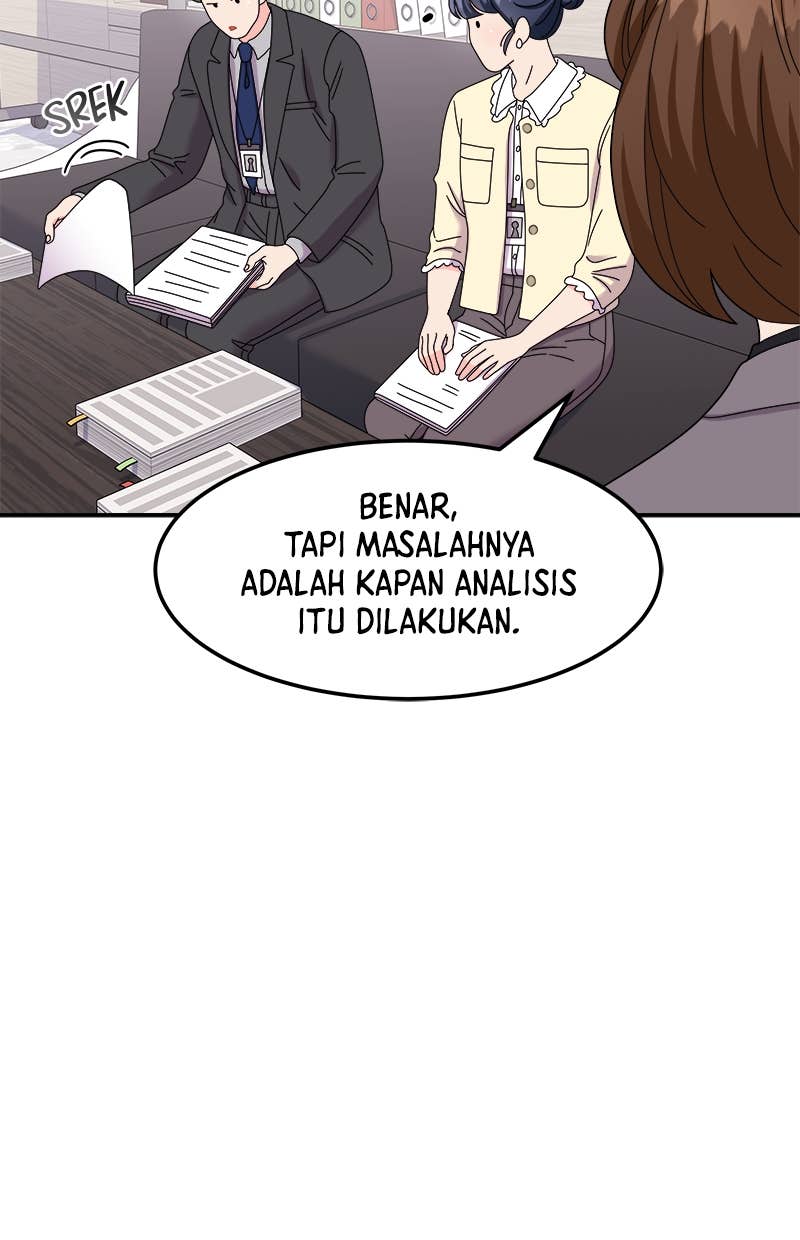 SREK
BENAR,
TAPI MASALAHNYA
ADALAH KAPAN ANALISIS
ITU DILAKUKAN.